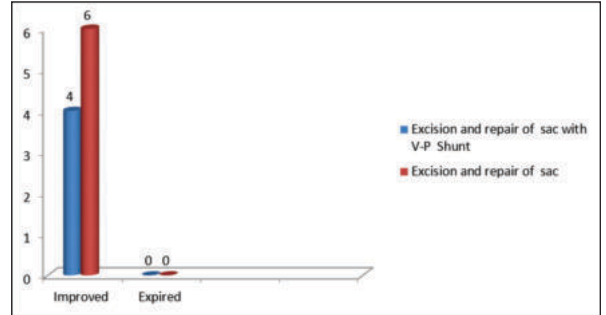 6
5
4
3
2
1
0
4
6
0 0
Improved Expired
Excision and repair of sac with
V-P Shunt
Excision and repair of sac